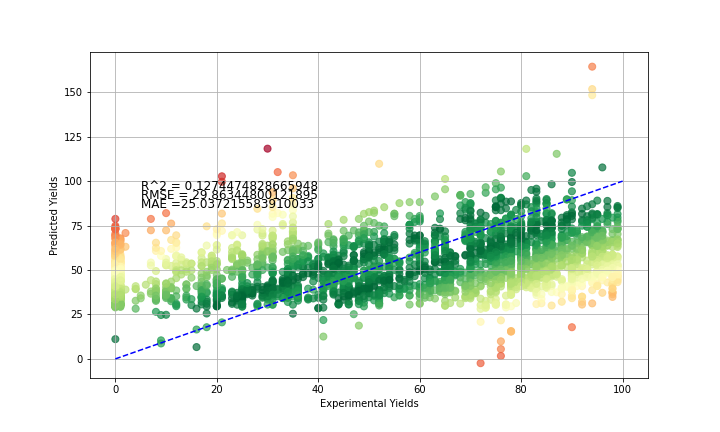 150
125
100
75
50
25
0
Predicted Yields
R^2 = 0.1274474828665948
RMSE = 29.86344800121895
MAE =25.037215583910033
0
20
40
60
80
100
Experimental Yields